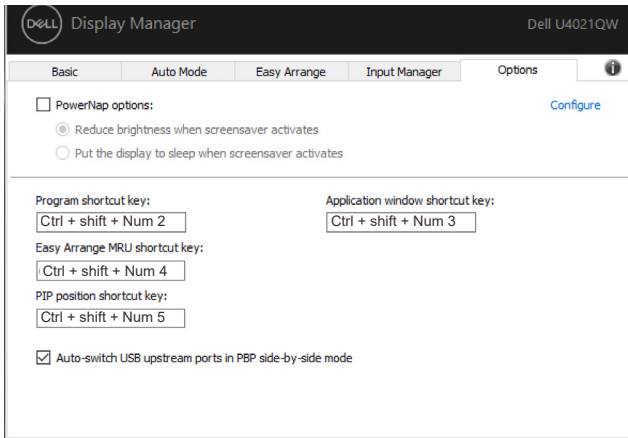 DELL Display Manager Dell U4021QW
Basic Auto Mode Easy Arrange Input Manager Options i
PowerNap options: Configure
Reduce brightness when screensaver activates
Put the display to sleep when screensaver activates
Program shortcut key: Application window shortcut key:
Ctrl + shift + Num 2 Ctrl + shift + Num 3
Easy Arrange MRU shortcut key:
Ctrl + shift + Num 4
PIP position shortcut key:
Ctrl + shift + Num 5
Auto-switch USB upstream ports in PBP side-by-side mode